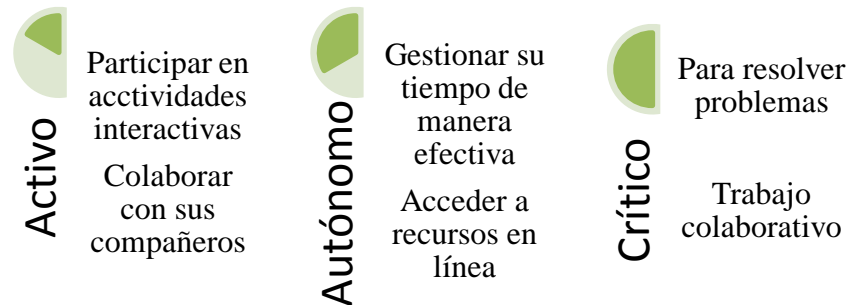 Activo
Participar en
acctividades
interactivas
Colaborar
con sus
compañeros
Autónomo
Gestionar su
tiempo de
manera
efectiva
Acceder a
recursos en
línea
Crítico
Para resolver
problemas
Trabajo
colaborativo